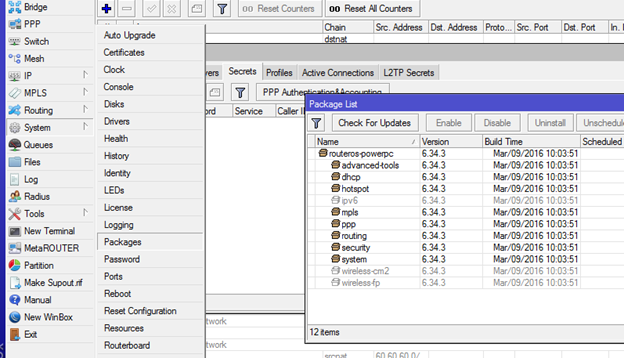 Bridge
PPP
Switch
Mesh
IP
MPLS
Routing
System
Queues
Files
Log
Radius
Tools
New Terminal
MetaROUTER
Partition
Make Supout.rif
Manual
New WinBox
Exit
Auto Upgrade
Certificates
Clock
Console
Disks
Drivers
Health
History
Identity
LEDs
License
Logging
Packages
Password
Ports
Reboot
Reset Configuration
Resources
Routerboard
00 Reset Counters 00 Reset All Counters
# Chain Src. Address Dst. Address Proto... Src. Port Dst. Port In. I
dstnat
vers Secrets Profiles Active Connections L2TP Secrets
PPP Authentication&Accounting
ord Service Caller I
Package List
Check For Updates Enable Disable Uninstall Unschedule
Name / Version Build Time Scheduled
routeros-powerpc 6.34.3 Mar/09/2016 10:03:51
advanced-tools 6.34.3 Mar/09/2016 10:03:51
dhcp 6.34.3 Mar/09/2016 10:03:51
hotspot 6.34.3 Mar/09/2016 10:03:51
ipv6 6.34.3 Mar/09/2016 10:03:51
mpls 6.34.3 Mar/09/2016 10:03:51
ppp 6.34.3 Mar/09/2016 10:03:51
routing 6.34.3 Mar/09/2016 10:03:51
security 6.34.3 Mar/09/2016 10:03:51
system 6.34.3 Mar/09/2016 10:03:51
wireless-cm2 6.34.3 Mar/09/2016 10:03:51
wireless-fp 6.34.3 Mar/09/2016 10:03:51
12 items
twork
twork
srcnat 60.60.60.0/